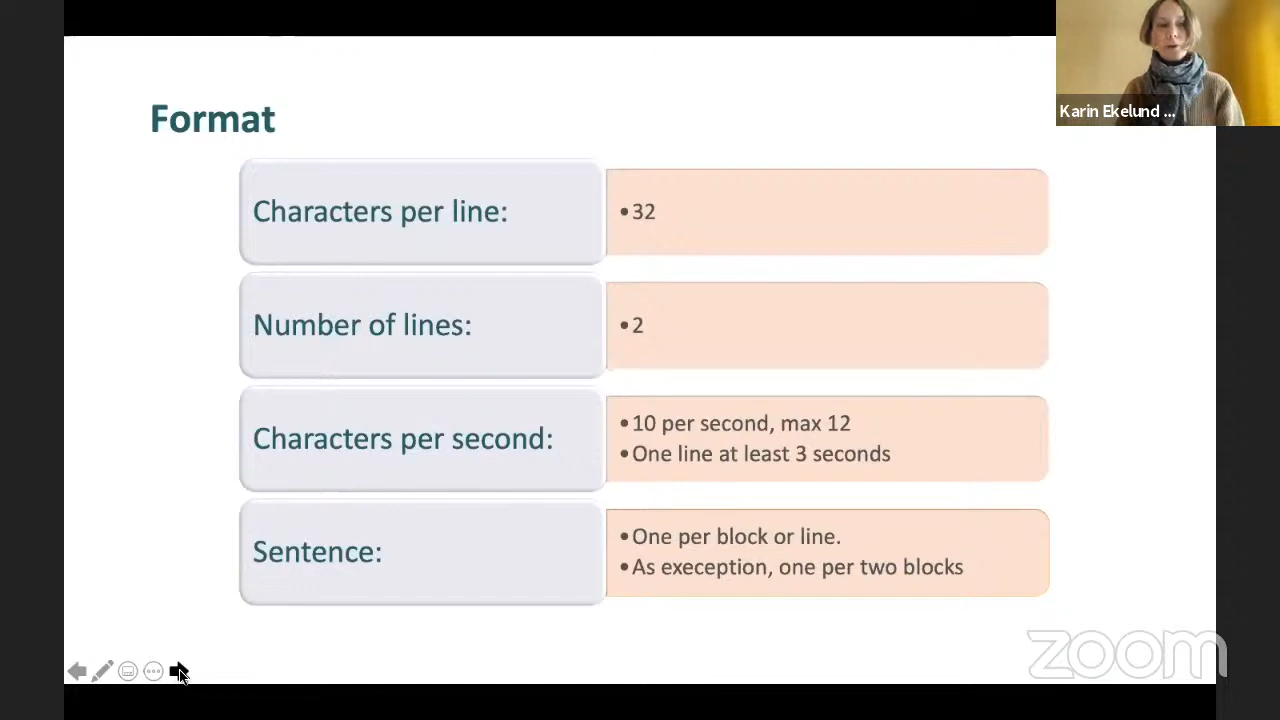 Karin Ekelund ...
Format
Characters per line:
•32
Number of lines:
•2
Characters per second:
•10 per second, max 12
•One line at least 3 seconds
Sentence:
•One per block or line.
•As exeception, one per two blocks
zoom